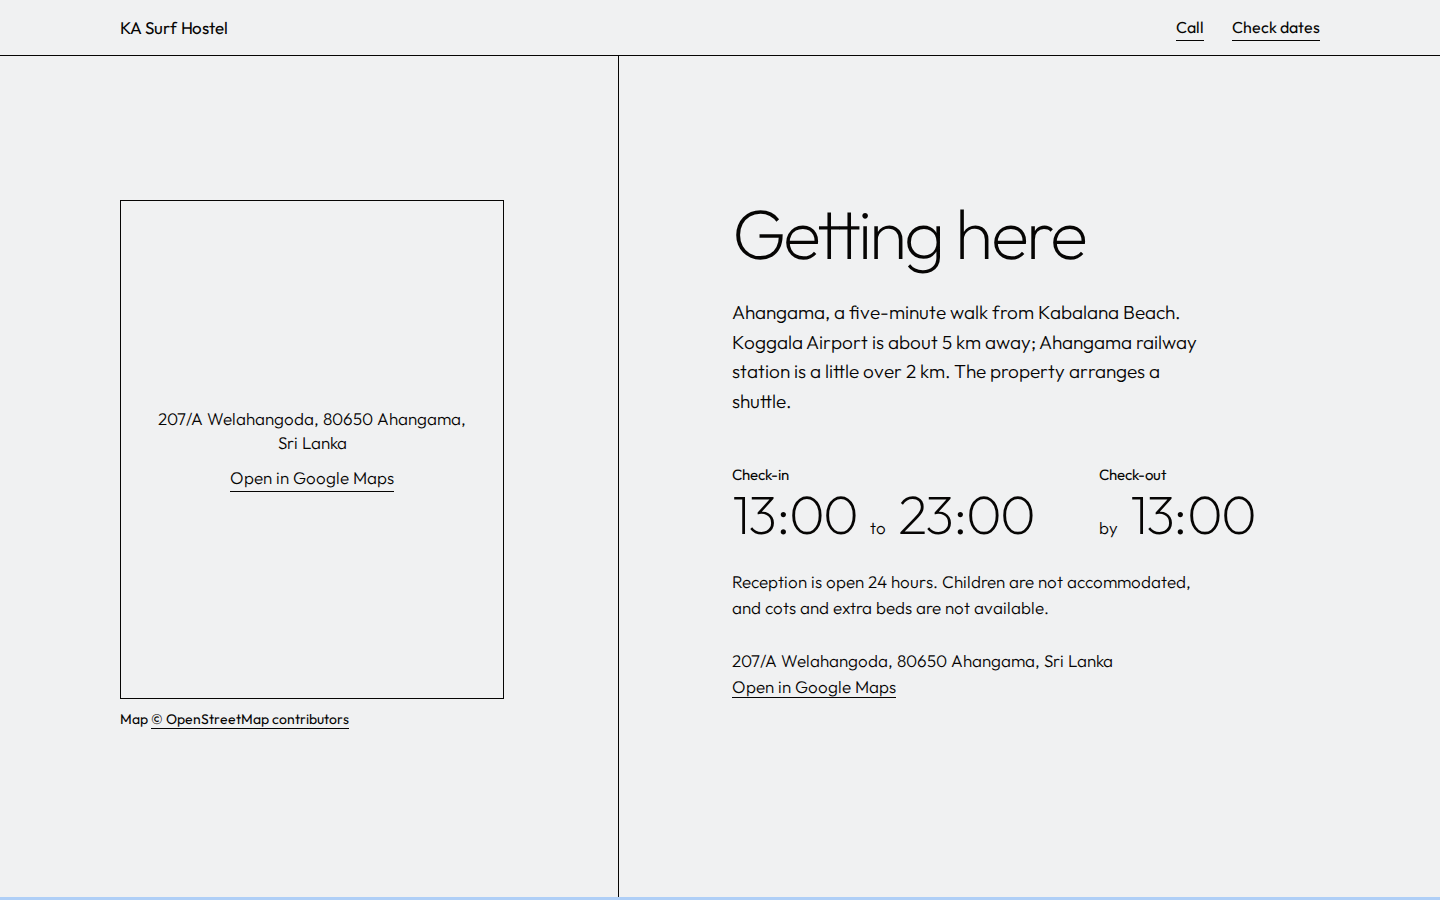 KA Surf Hostel
Call
Check dates
207/A Welahangoda, 80650 Ahangama,
Sri Lanka
Open in Google Maps
Map © OpenStreetMap contributors
Getting here
Ahangama, a five-minute walk from Kabalana Beach.
Koggala Airport is about 5 km away; Ahangama railway
station is a little over 2 km. The property arranges a
shuttle.
Check-in
13:00 to 23:00
Check-out
by 13:00
Reception is open 24 hours. Children are not accommodated,
and cots and extra beds are not available.
207/A Welahangoda, 80650 Ahangama, Sri Lanka
Open in Google Maps